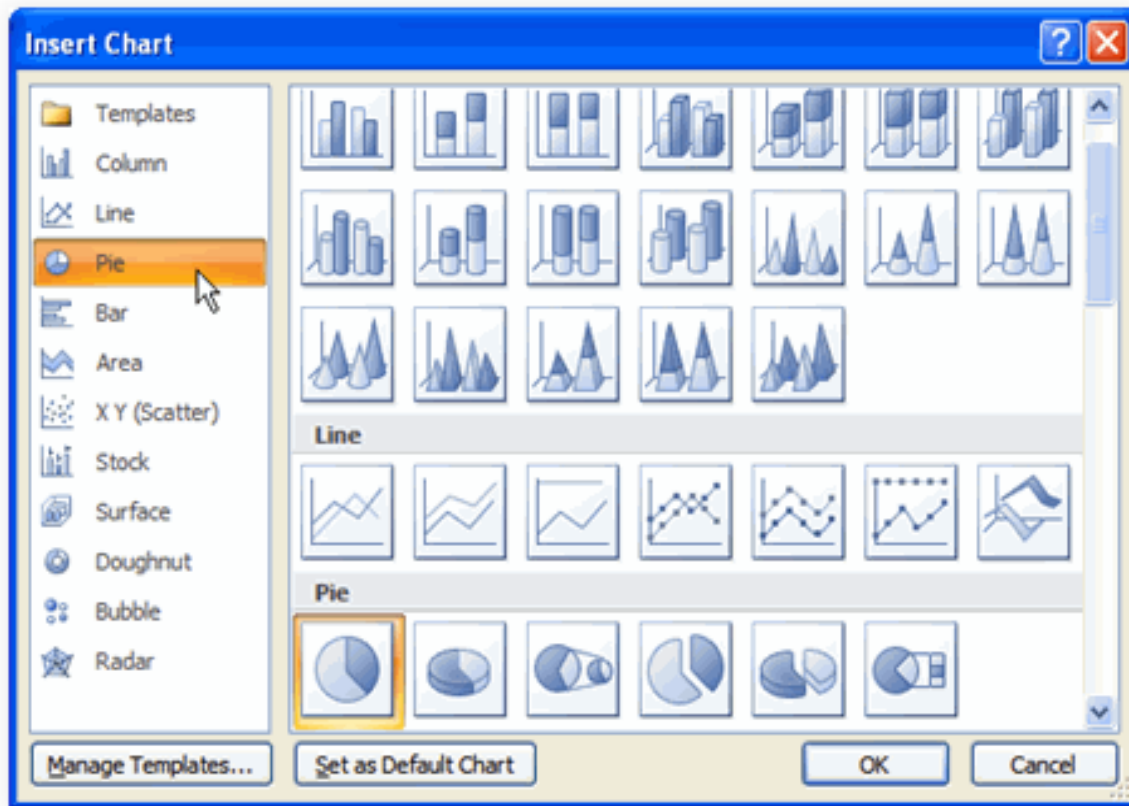 Insert Chart
Templates
Column
Line
Pie
Bar
Area
X Y (Scatter)
Stock
Surface
Doughnut
Bubble
Radar
Line
Pie
Manage Templates...
Set as Default Chart
OK
Cancel